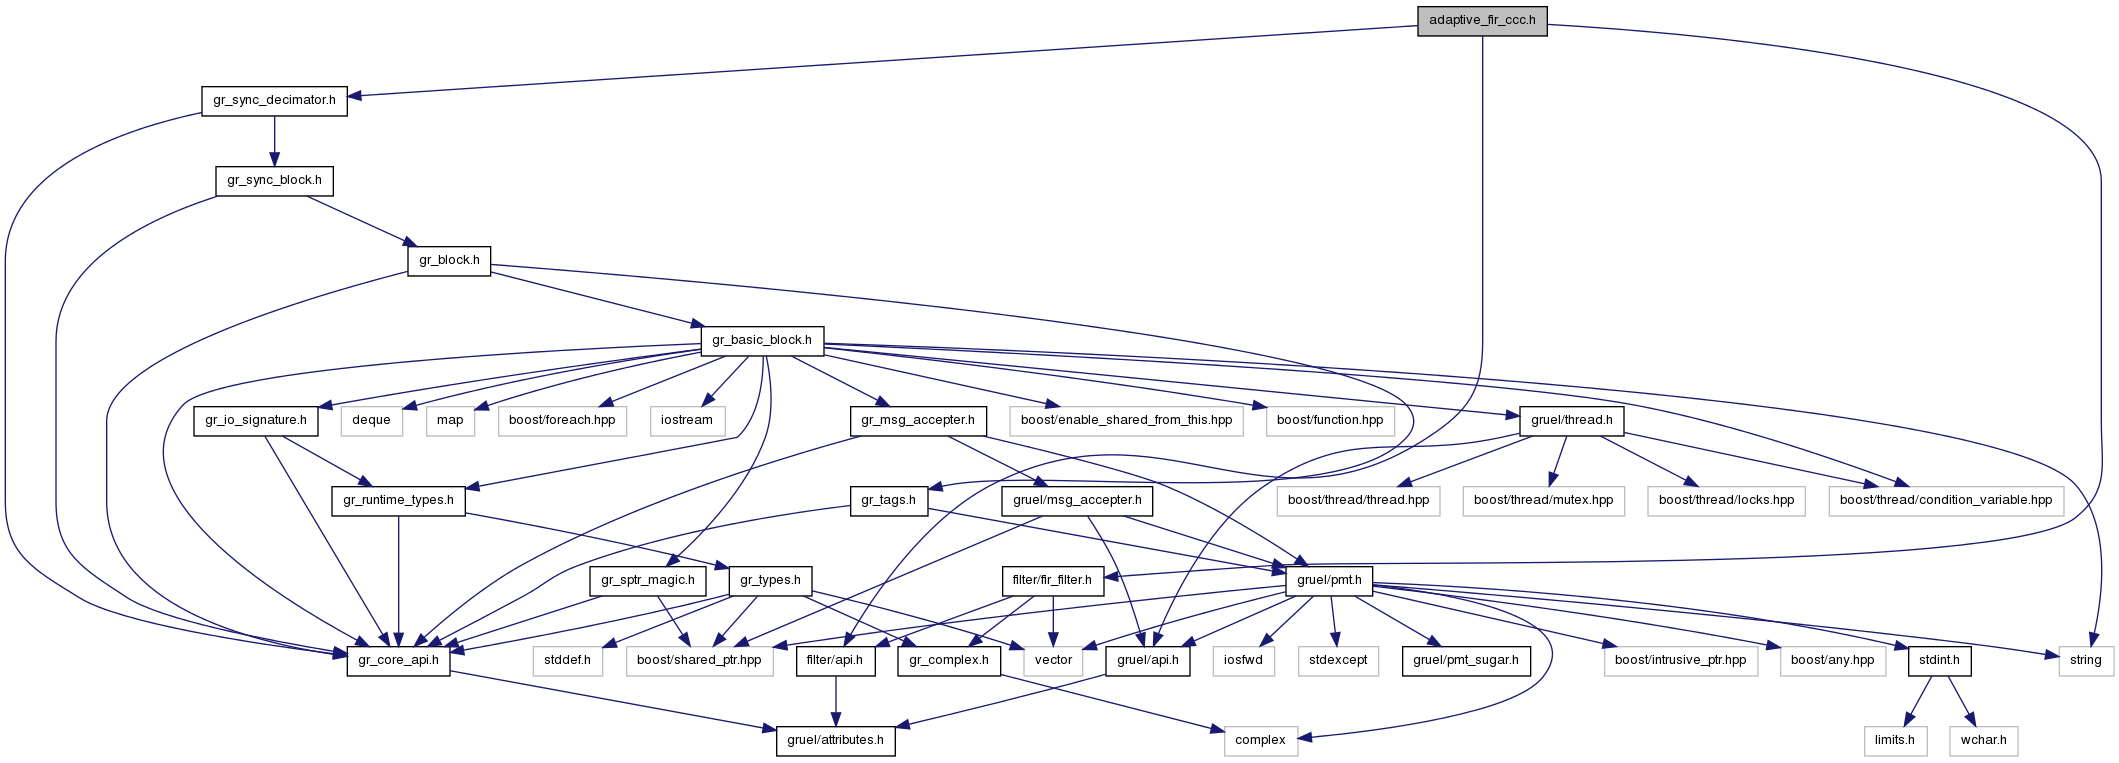 adaptive_fir_ccc.h
gr_sync_decimator.h
gr_sync_block.h
gr_block.h
gr_basic_block.h
gr_io_signature.h
deque
map
boost/foreach.hpp
iostream
gr_msg_accepter.h
boost/enable_shared_from_this.hpp
boost/function.hpp
gruel/thread.h
gr_runtime_types.h
gr_tags.h
gruel/msg_accepter.h
boost/thread/thread.hpp
boost/thread/mutex.hpp
boost/thread/locks.hpp
boost/thread/condition_variable.hpp
gr_sptr_magic.h
gr_types.h
filter/fir_filter.h
gruel/pmt.h
gr_core_api.h
stddef.h
boost/shared_ptr.hpp
filter/api.h
gr_complex.h
vector
gruel/api.h
iosfwd
stdexcept
gruel/pmt_sugar.h
boost/intrusive_ptr.hpp
boost/any.hpp
stdint.h
string
gruel/attributes.h
complex
limits.h
wchar.h